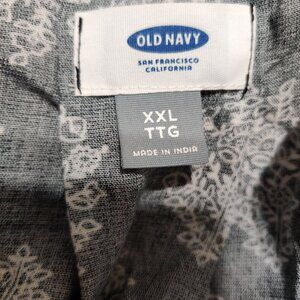 OLD NAVY
SAN FRANCISCO
CALIFORNIA
XXL
TTG
MADE IN INDIA